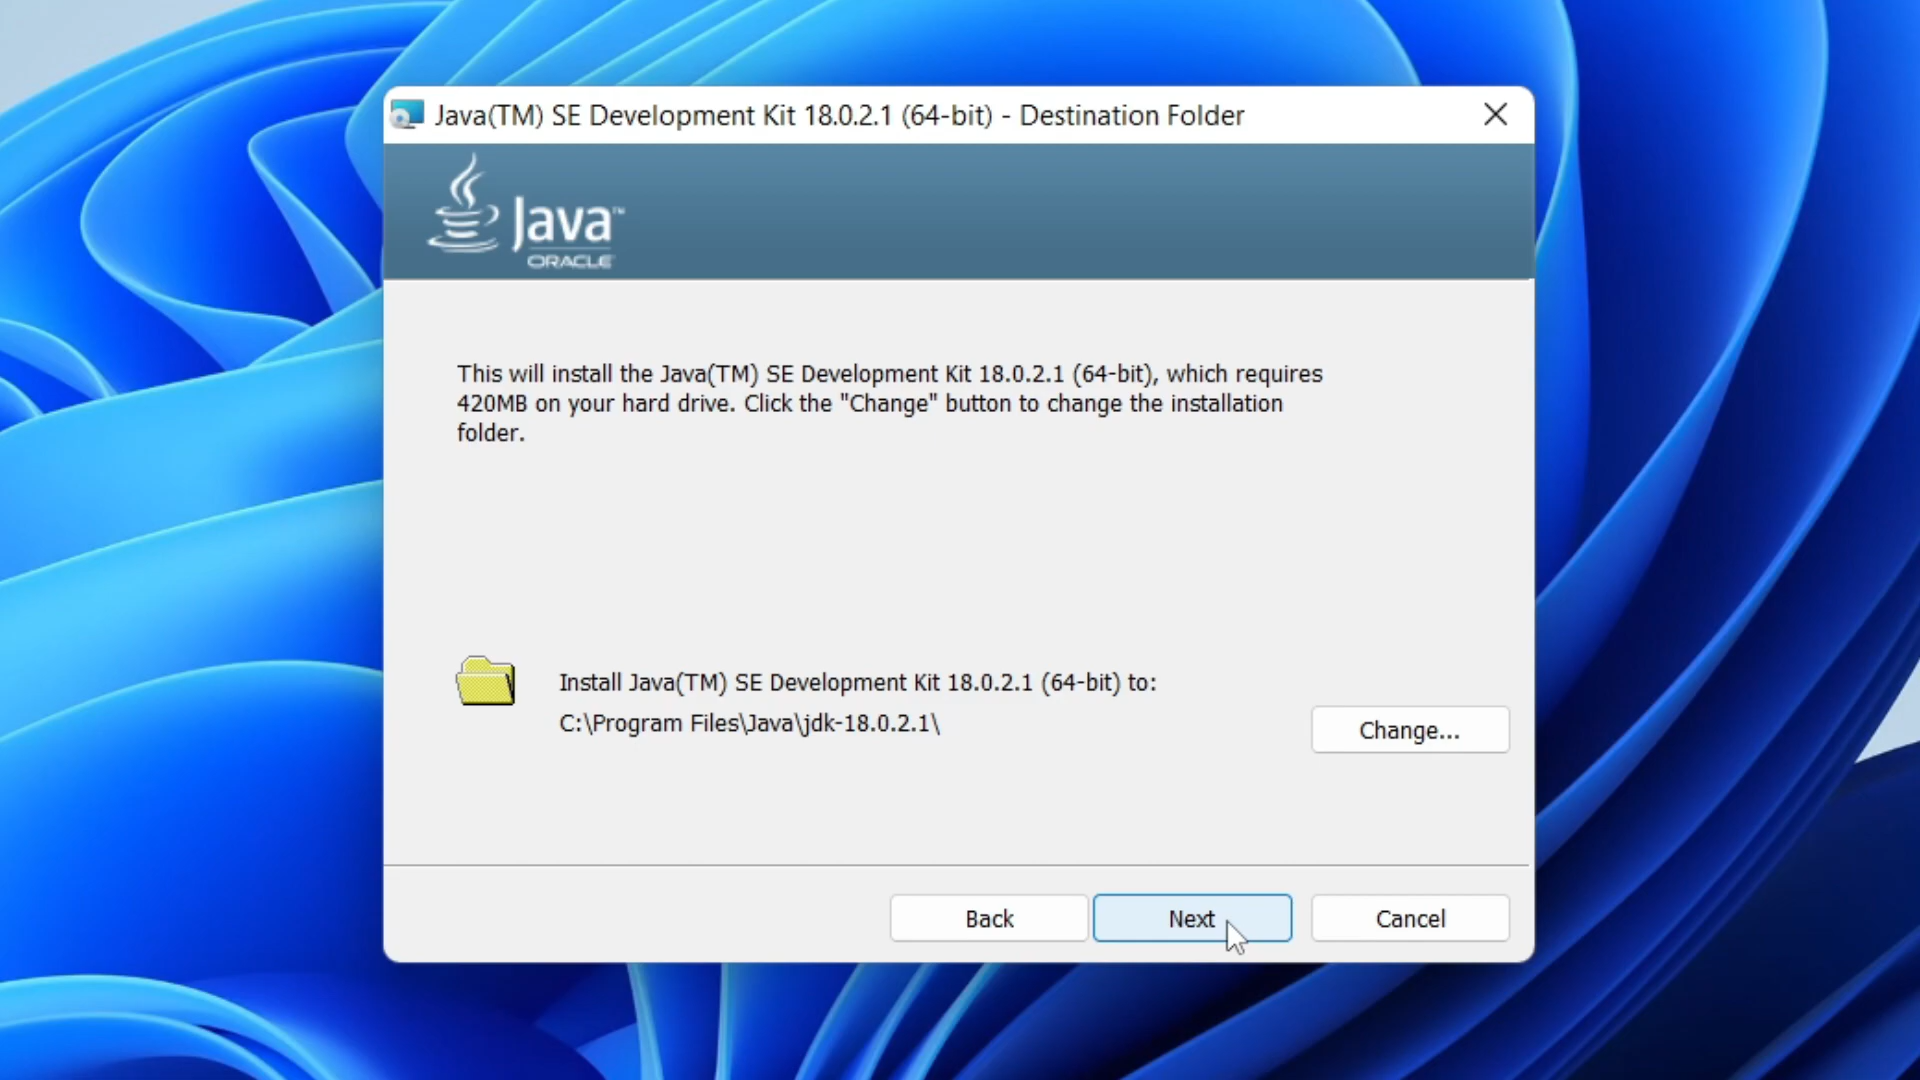 Java(TM) SE Development Kit 18.0.2.1 (64-bit) - Destination Folder
Java™
ORACLE
This will install the Java(TM) SE Development Kit 18.0.2.1 (64-bit), which requires
420MB on your hard drive. Click the "Change" button to change the installation
folder.
Install Java(TM) SE Development Kit 18.0.2.1 (64-bit) to:
C:\Program Files\Java\jdk-18.0.2.1\
Change...
Back
Next
Cancel